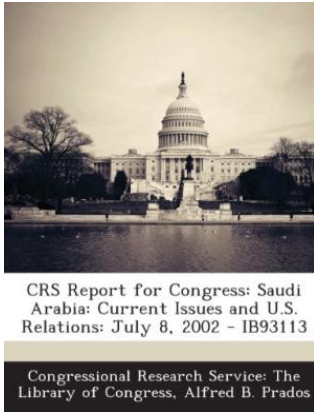 CRS Report for Congress: Saudi
Arabia: Current Issues and U.S.
Relations: July 8, 2002 - IB93113
Congressional Research Service: The
Library of Congress, Alfred B. Prados